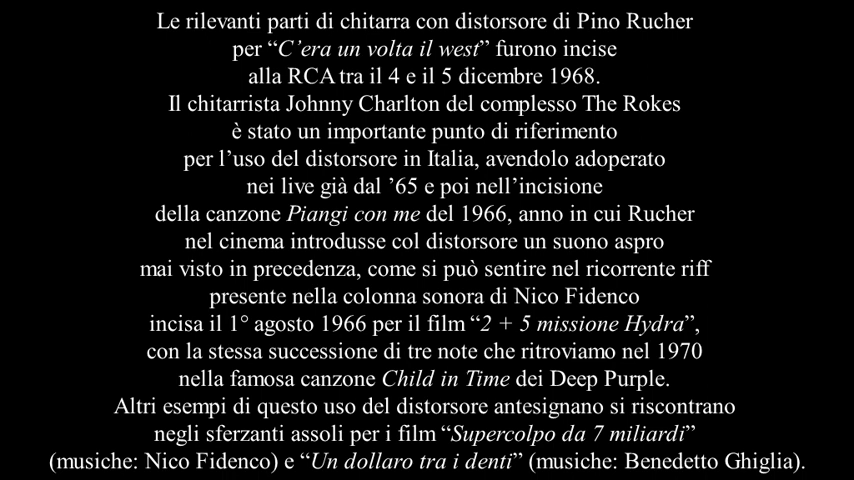 Le rilevanti parti di chitarra con distorsore di Pino Rucher
per “C’era un volta il west” furono incise
alla RCA tra il 4 e il 5 dicembre 1968.
Il chitarrista Johnny Charlton del complesso The Rokes
è stato un importante punto di riferimento
per l’uso del distorsore in Italia, avendolo adoperato
nei live già dal ’65 e poi nell’incisione
della canzone Piangi con me del 1966, anno in cui Rucher
nel cinema introdusse col distorsore un suono aspro
mai visto in precedenza, come si può sentire nel ricorrente riff
presente nella colonna sonora di Nico Fidenco
incisa il 1° agosto 1966 per il film “2 + 5 missione Hydra”,
con la stessa successione di tre note che ritroviamo nel 1970
nella famosa canzone Child in Time dei Deep Purple.
Altri esempi di questo uso del distorsore antesignano si riscontrano
negli sferzanti assoli per i film “Supercolpo da 7 miliardi”
(musiche: Nico Fidenco) e “Un dollaro tra i denti” (musiche: Benedetto Ghiglia).